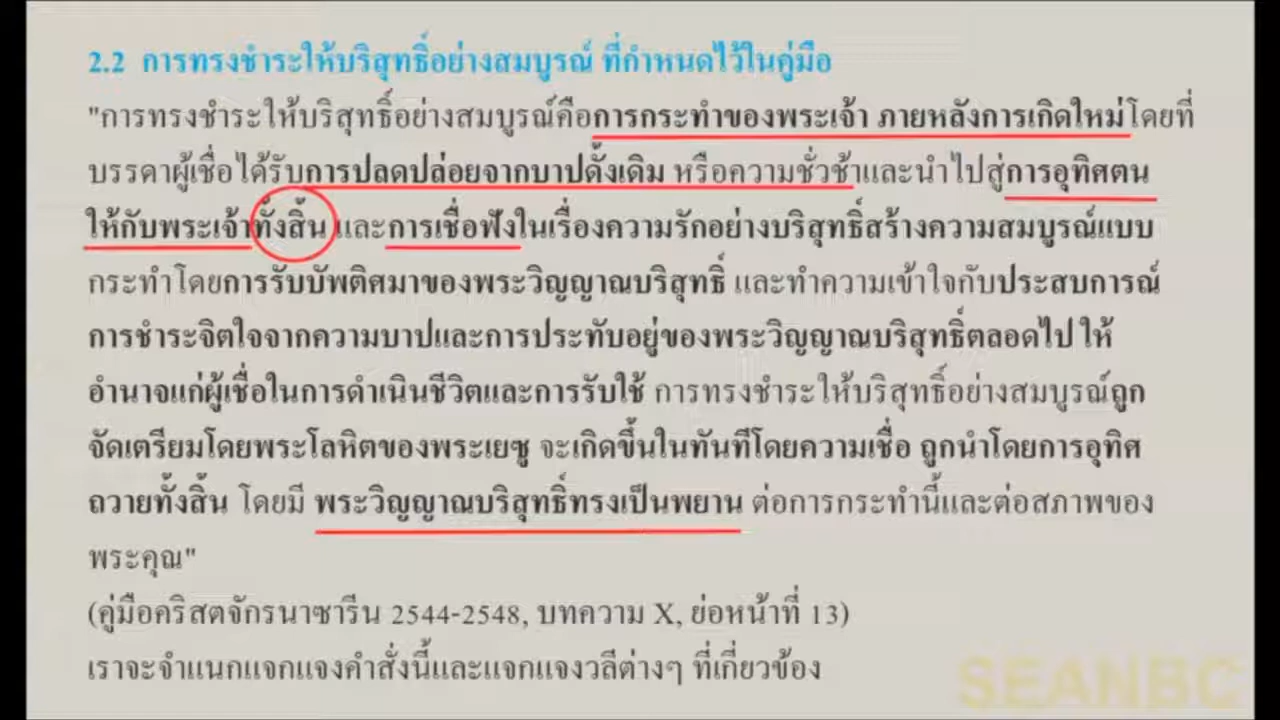 2.2 การทรงชำระให้บริสุทธิ์อย่างสมบูรณ์ ที่กำหนดไว้ในคู่มือ
"การทรงชำระให้บริสุทธิ์อย่างสมบูรณ์คือการกระทำของพระเจ้า ภายหลังการเกิดใหม่โดยที่
บรรดาผู้เชื่อได้รับการปลดปล่อยจากบาปดั้งเดิม หรือความชั่วช้าและนำไปสู่การอุทิศตน
ให้กับพระเจ้าทั้งสิ้น และการเชื่อฟังในเรื่องความรักอย่างบริสุทธิ์สร้างความสมบูรณ์แบบ
กระทำโดยการรับบัพติศมาของพระวิญญาณบริสุทธิ์ และทำความเข้าใจกับประสบการณ์
การชำระจิตใจจากความบาปและการประทับอยู่ของพระวิญญาณบริสุทธิ์ตลอดไป ให้
อำนาจแก่ผู้เชื่อในการดำเนินชีวิตและการรับใช้ การทรงชำระให้บริสุทธิ์อย่างสมบูรณ์ถูก
จัดเตรียมโดยพระโลหิตของพระเยซู จะเกิดขึ้นในทันทีโดยความเชื่อ ถูกนำโดยการอุทิศ
ถวายทั้งสิ้น โดยมี พระวิญญาณบริสุทธิ์ทรงเป็นพยาน ต่อการกระทำนี้และต่อสภาพของ
พระคุณ"
(คู่มือคริสตจักรนาซารีน 2544-2548, บทความ X, ย่อหน้าที่ 13)
เราจะจำแนกแจกแจงคำสั่งนี้และแจกแจงวลีต่างๆ ที่เกี่ยวข้อง
SEANBC